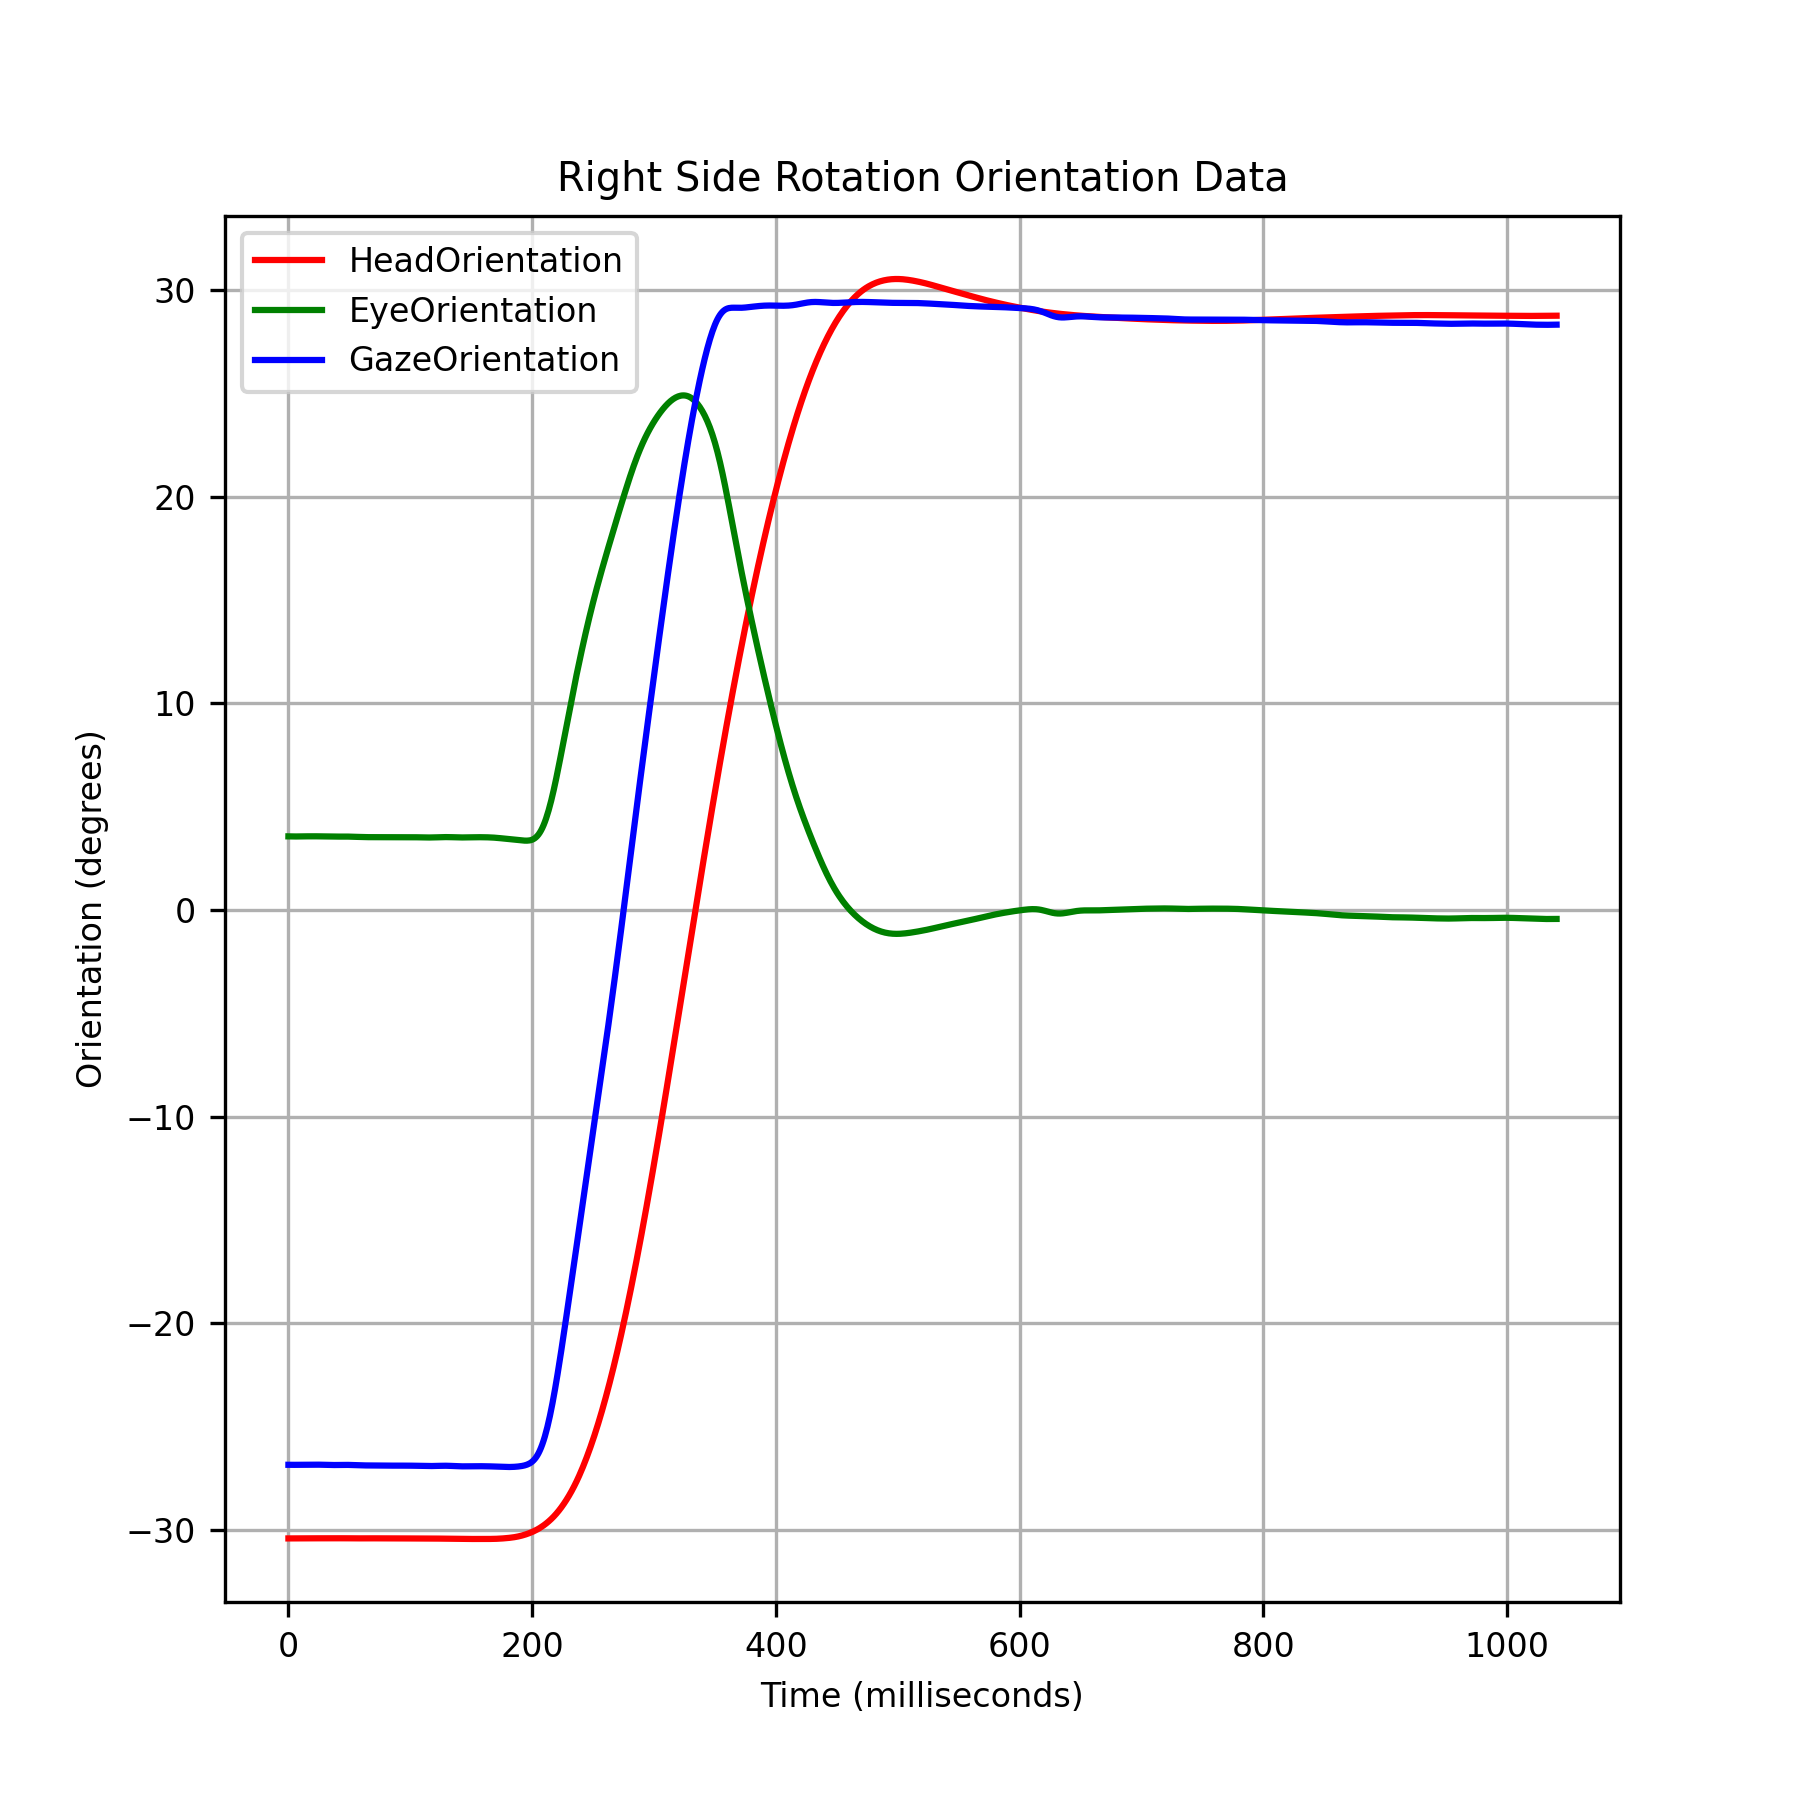 Right Side Rotation Orientation Data
HeadOrientation
EyeOrientation
GazeOrientation
30
20
10
0
−10
−20
−30
Orientation (degrees)
0 200 400 600 800 1000
Time (milliseconds)